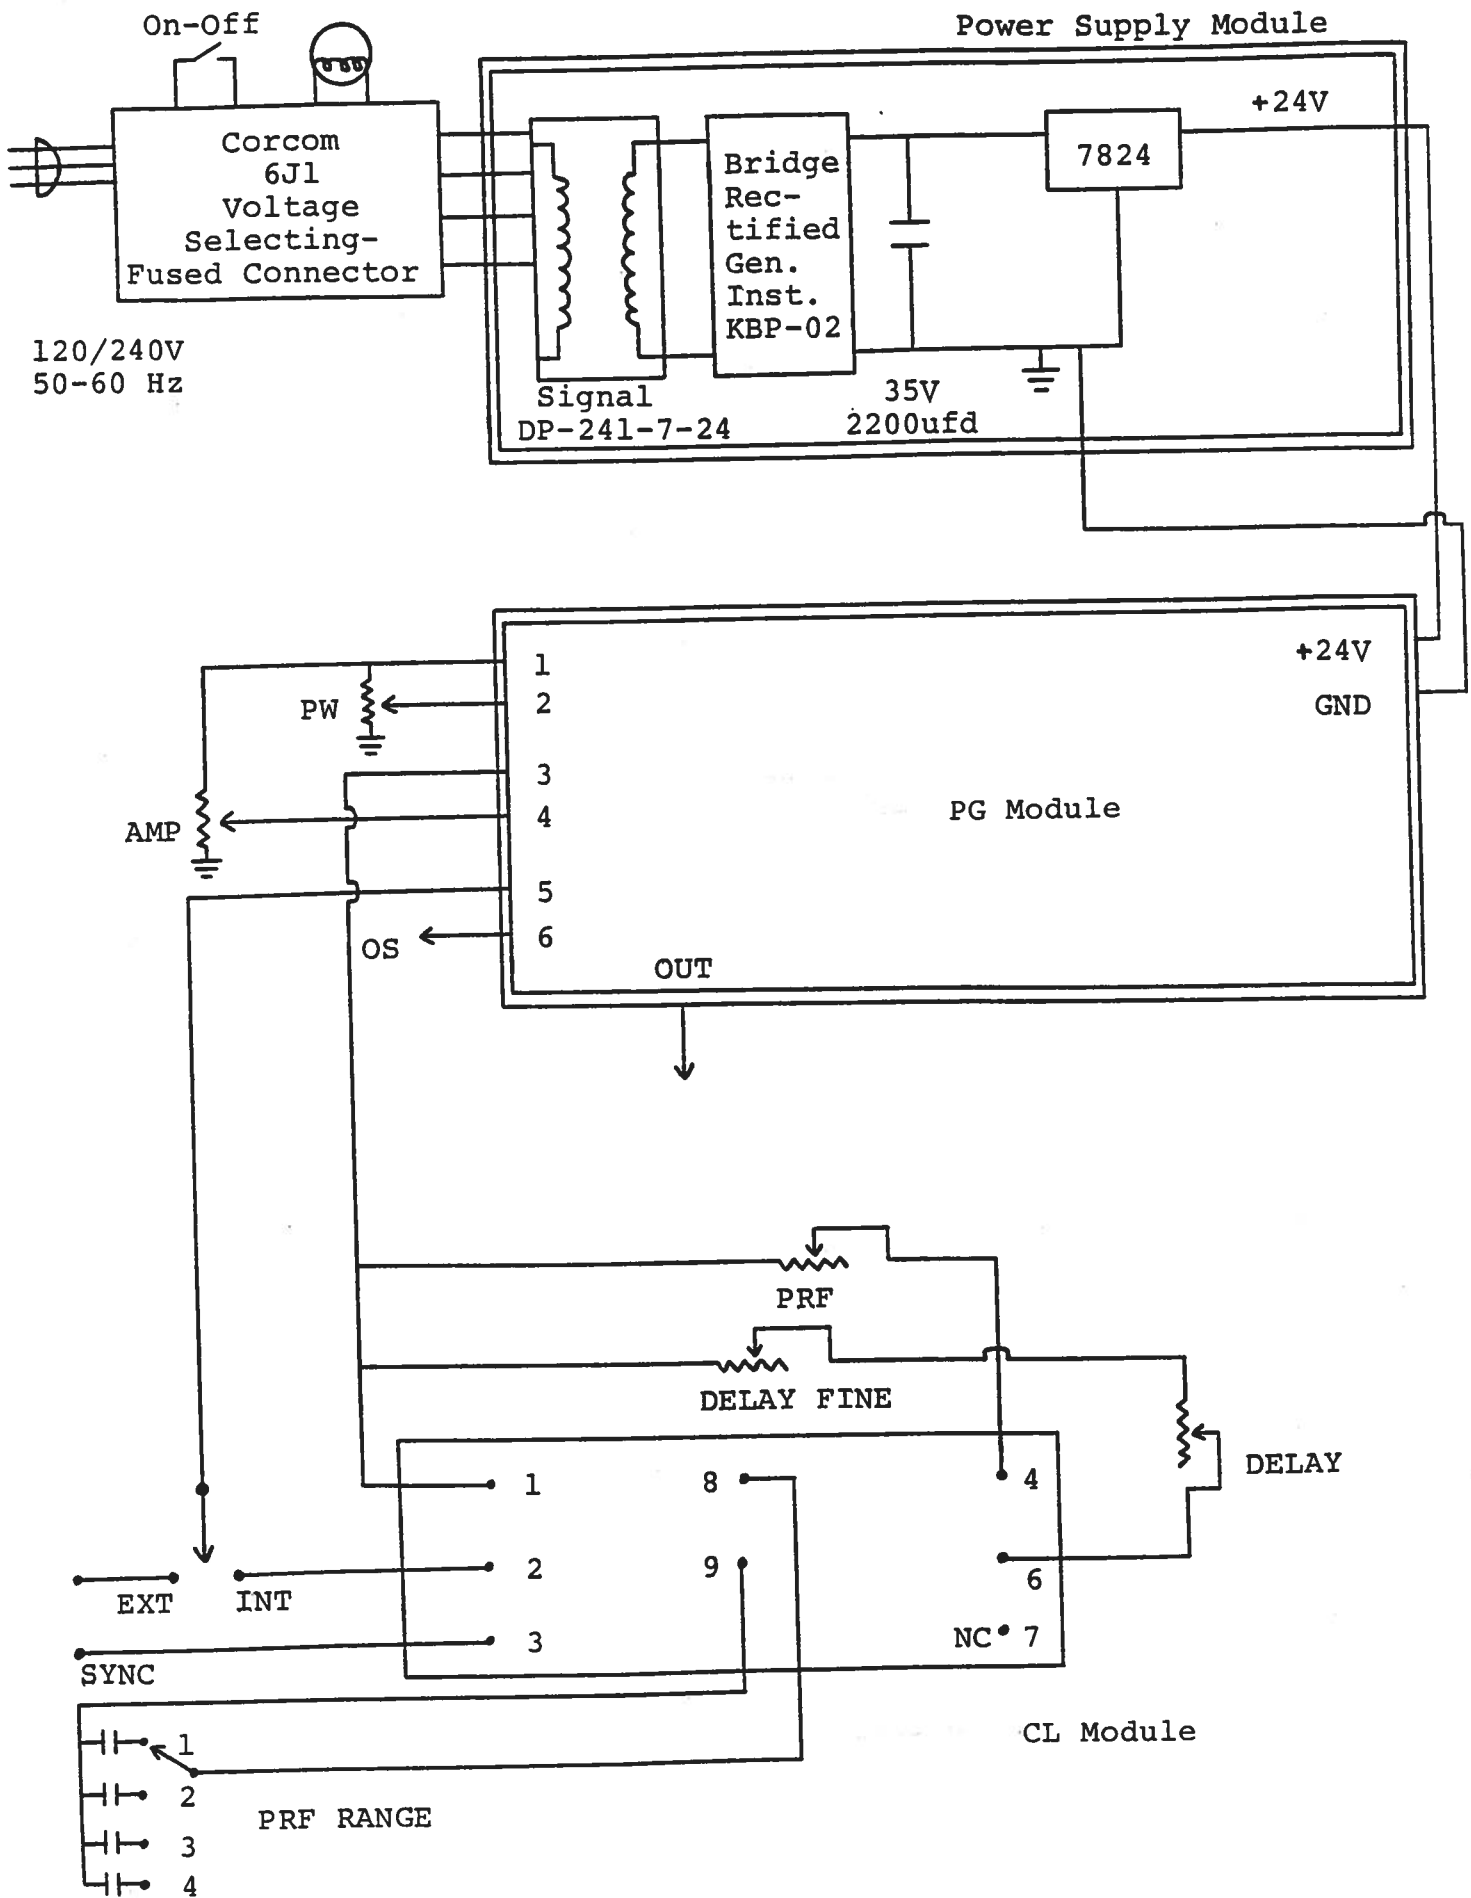 On-Off
Power Supply Module
Corcom
6J1
Voltage
Selecting-
Fused Connector
120/240V
50-60 Hz
Signal
DP-241-7-24
Bridge
Rec-
tified
Gen.
Inst.
KBP-02
35V
2200ufd
7824
+24V
1
PW
2
3
AMP
4
5
OS
6
OUT
PG Module
+24V
GND
PRF
DELAY FINE
DELAY
1
8
4
2
9
6
EXT
INT
3
NC
7
SYNC
CL Module
1
2
3
4
PRF RANGE